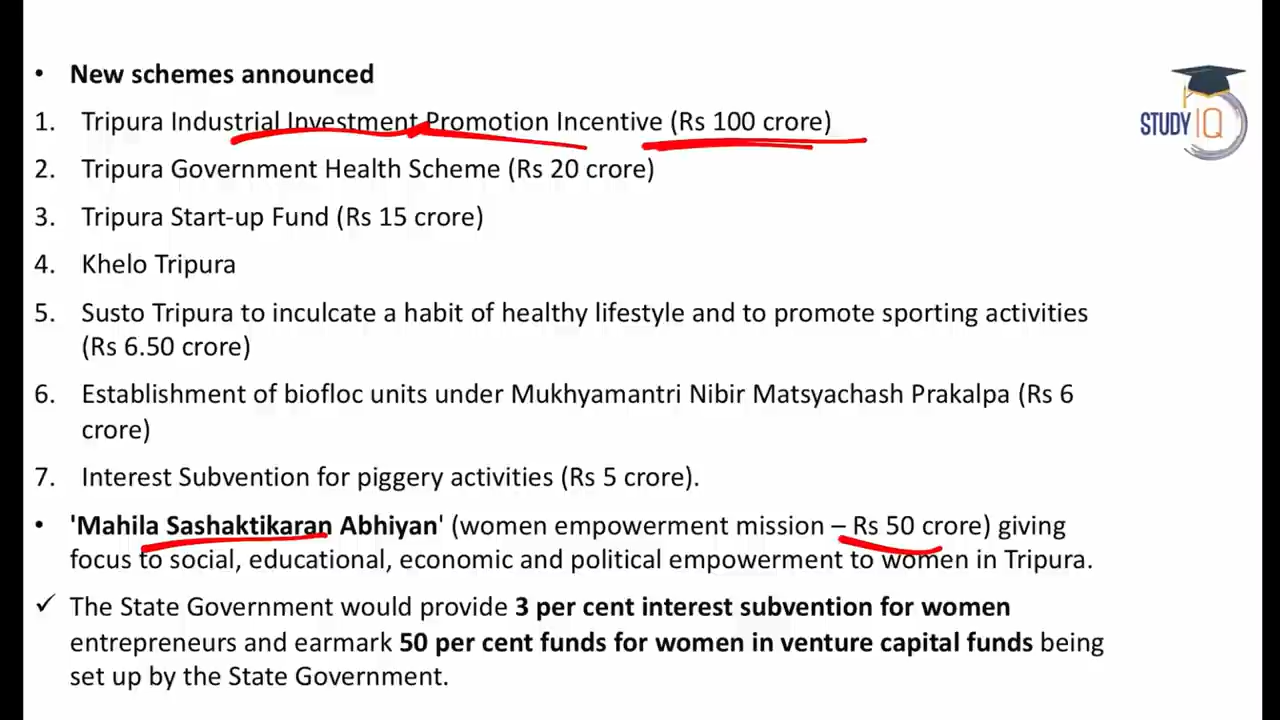 • New schemes announced
1. Tripura Industrial Investment Promotion Incentive (Rs 100 crore)
2. Tripura Government Health Scheme (Rs 20 crore)
3. Tripura Start-up Fund (Rs 15 crore)
4. Khelo Tripura
5. Susto Tripura to inculcate a habit of healthy lifestyle and to promote sporting activities
(Rs 6.50 crore)
6. Establishment of biofloc units under Mukhyamantri Nibir Matsyachash Prakalpa (Rs 6
crore)
7. Interest Subvention for piggery activities (Rs 5 crore).
• 'Mahila Sashaktikaran Abhiyan' (women empowerment mission – Rs 50 crore) giving
focus to social, educational, economic and political empowerment to women in Tripura.
✓ The State Government would provide 3 per cent interest subvention for women
entrepreneurs and earmark 50 per cent funds for women in venture capital funds being
set up by the State Government.
STUDY IQ